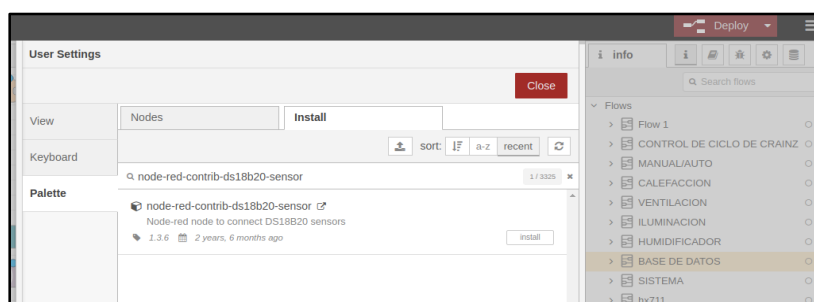 Deploy
User Settings
Close
View
Keyboard
Palette
Nodes
Install
sort:
a-z
recent
node-red-contrib-ds18b20-sensor
1 / 3325
node-red-contrib-ds18b20-sensor
Node-red node to connect DS18B20 sensors
1.3.6
2 years, 6 months ago
install
i info
i
Search flows
Flows
Flow 1
CONTROL DE CICLO DE CRAINZ
MANUAL/AUTO
CALEFACCION
VENTILACION
ILUMINACION
HUMIDIFICADOR
BASE DE DATOS
SISTEMA
hx711